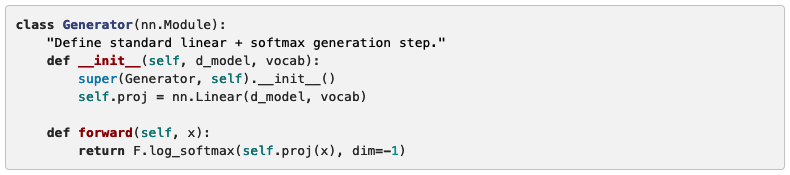 class Generator(nn.Module):
    "Define standard linear + softmax generation step."
    def __init__(self, d_model, vocab):
        super(Generator, self).__init__()
        self.proj = nn.Linear(d_model, vocab)

    def forward(self, x):
        return F.log_softmax(self.proj(x), dim=-1)